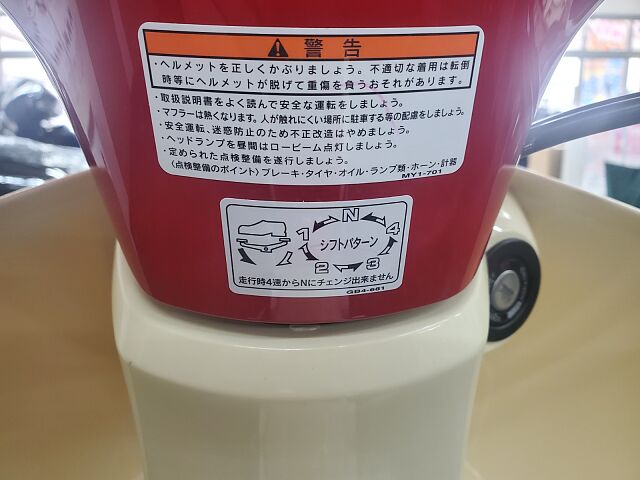 警告
・ヘルメットを正しくかぶりましょう。不適切な着用は転倒
時等にヘルメットが脱げて重傷を負うおそれがあります。
・取扱説明書をよく読んで安全な運転をしましょう。
・マフラーは熱くなります。人が触れにくい場所に駐車する等の配慮をしましょう。
・安全運転、迷惑防止のため不正改造はやめましょう。
・ヘッドランプを昼間はロービーム点灯しましょう。
・定められた点検整備を遂行しましょう。
〈点検整備のポイント〉ブレーキ・タイヤ・オイル・ランプ類・ホーン・計器
MY1-701
N
1 シフトパターン 4
2 3
走行時4速からNにチェンジ出来ません
GB4-681